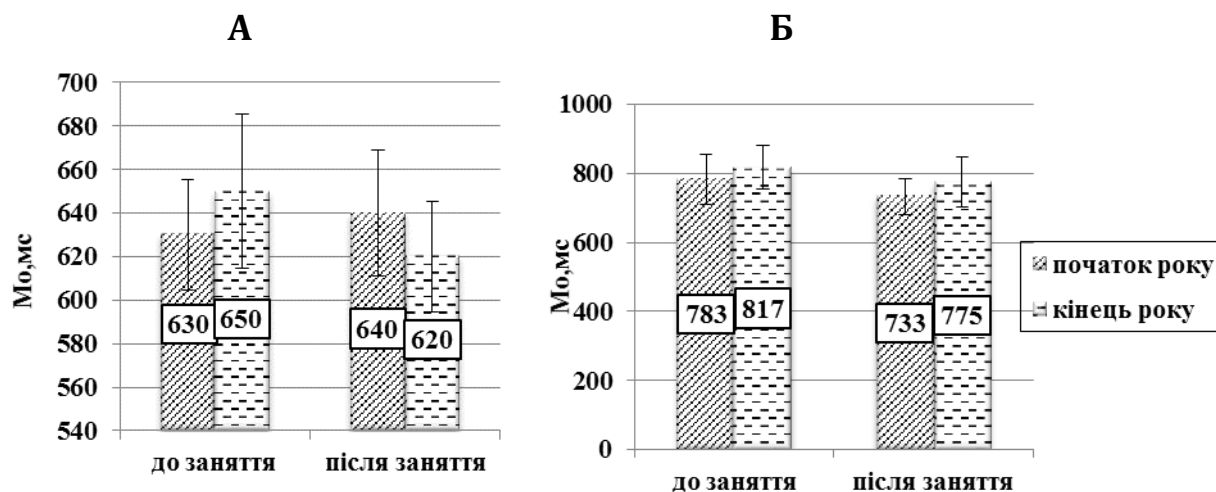 А
Б
700
680
660
640
620
600
580
560
540
Мо,мс
630
650
640
620
до заняття
після заняття
1000
800
600
400
200
0
Мо,мс
783
817
733
775
до заняття
після заняття
початок року
кінець року